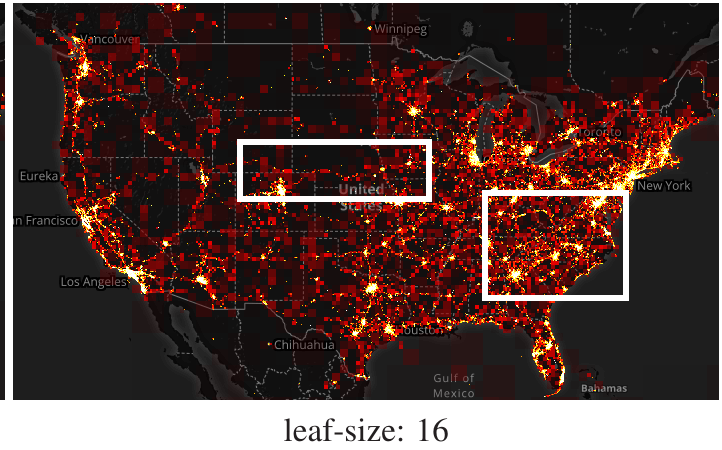 Winnipeg
Vancouver
Toronto
Eureka
United
States
New York
n Francisco
Los Angeles
Houston
Chihuahua
Gulf of
Mexico
Bahamas
leaf-size: 16